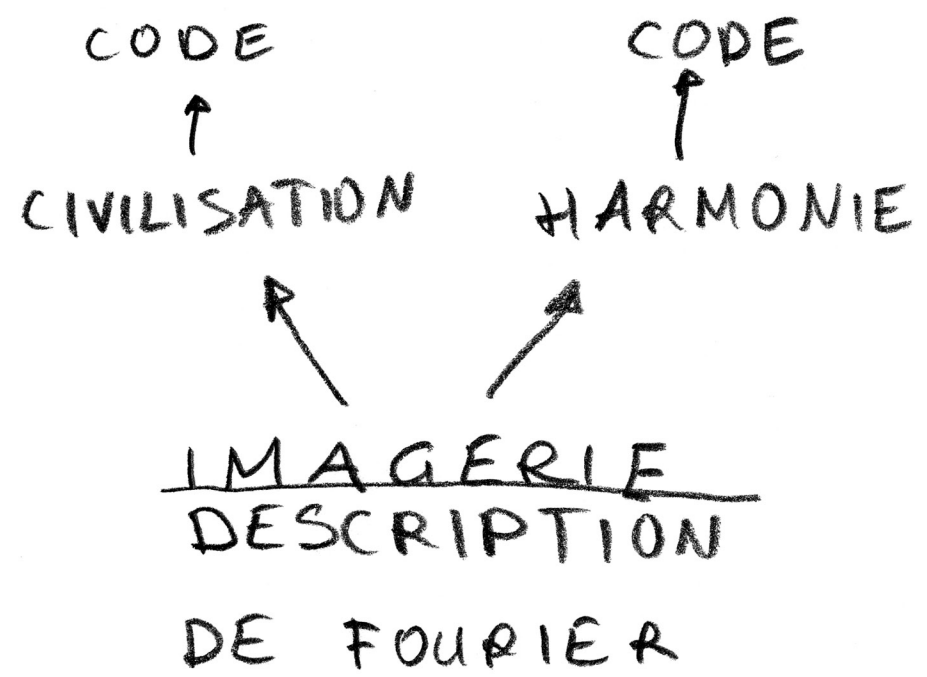 CODE CODE
CIVILISATION HARMONIE
IMAGERIE
DESCRIPTION
DE FOURIER